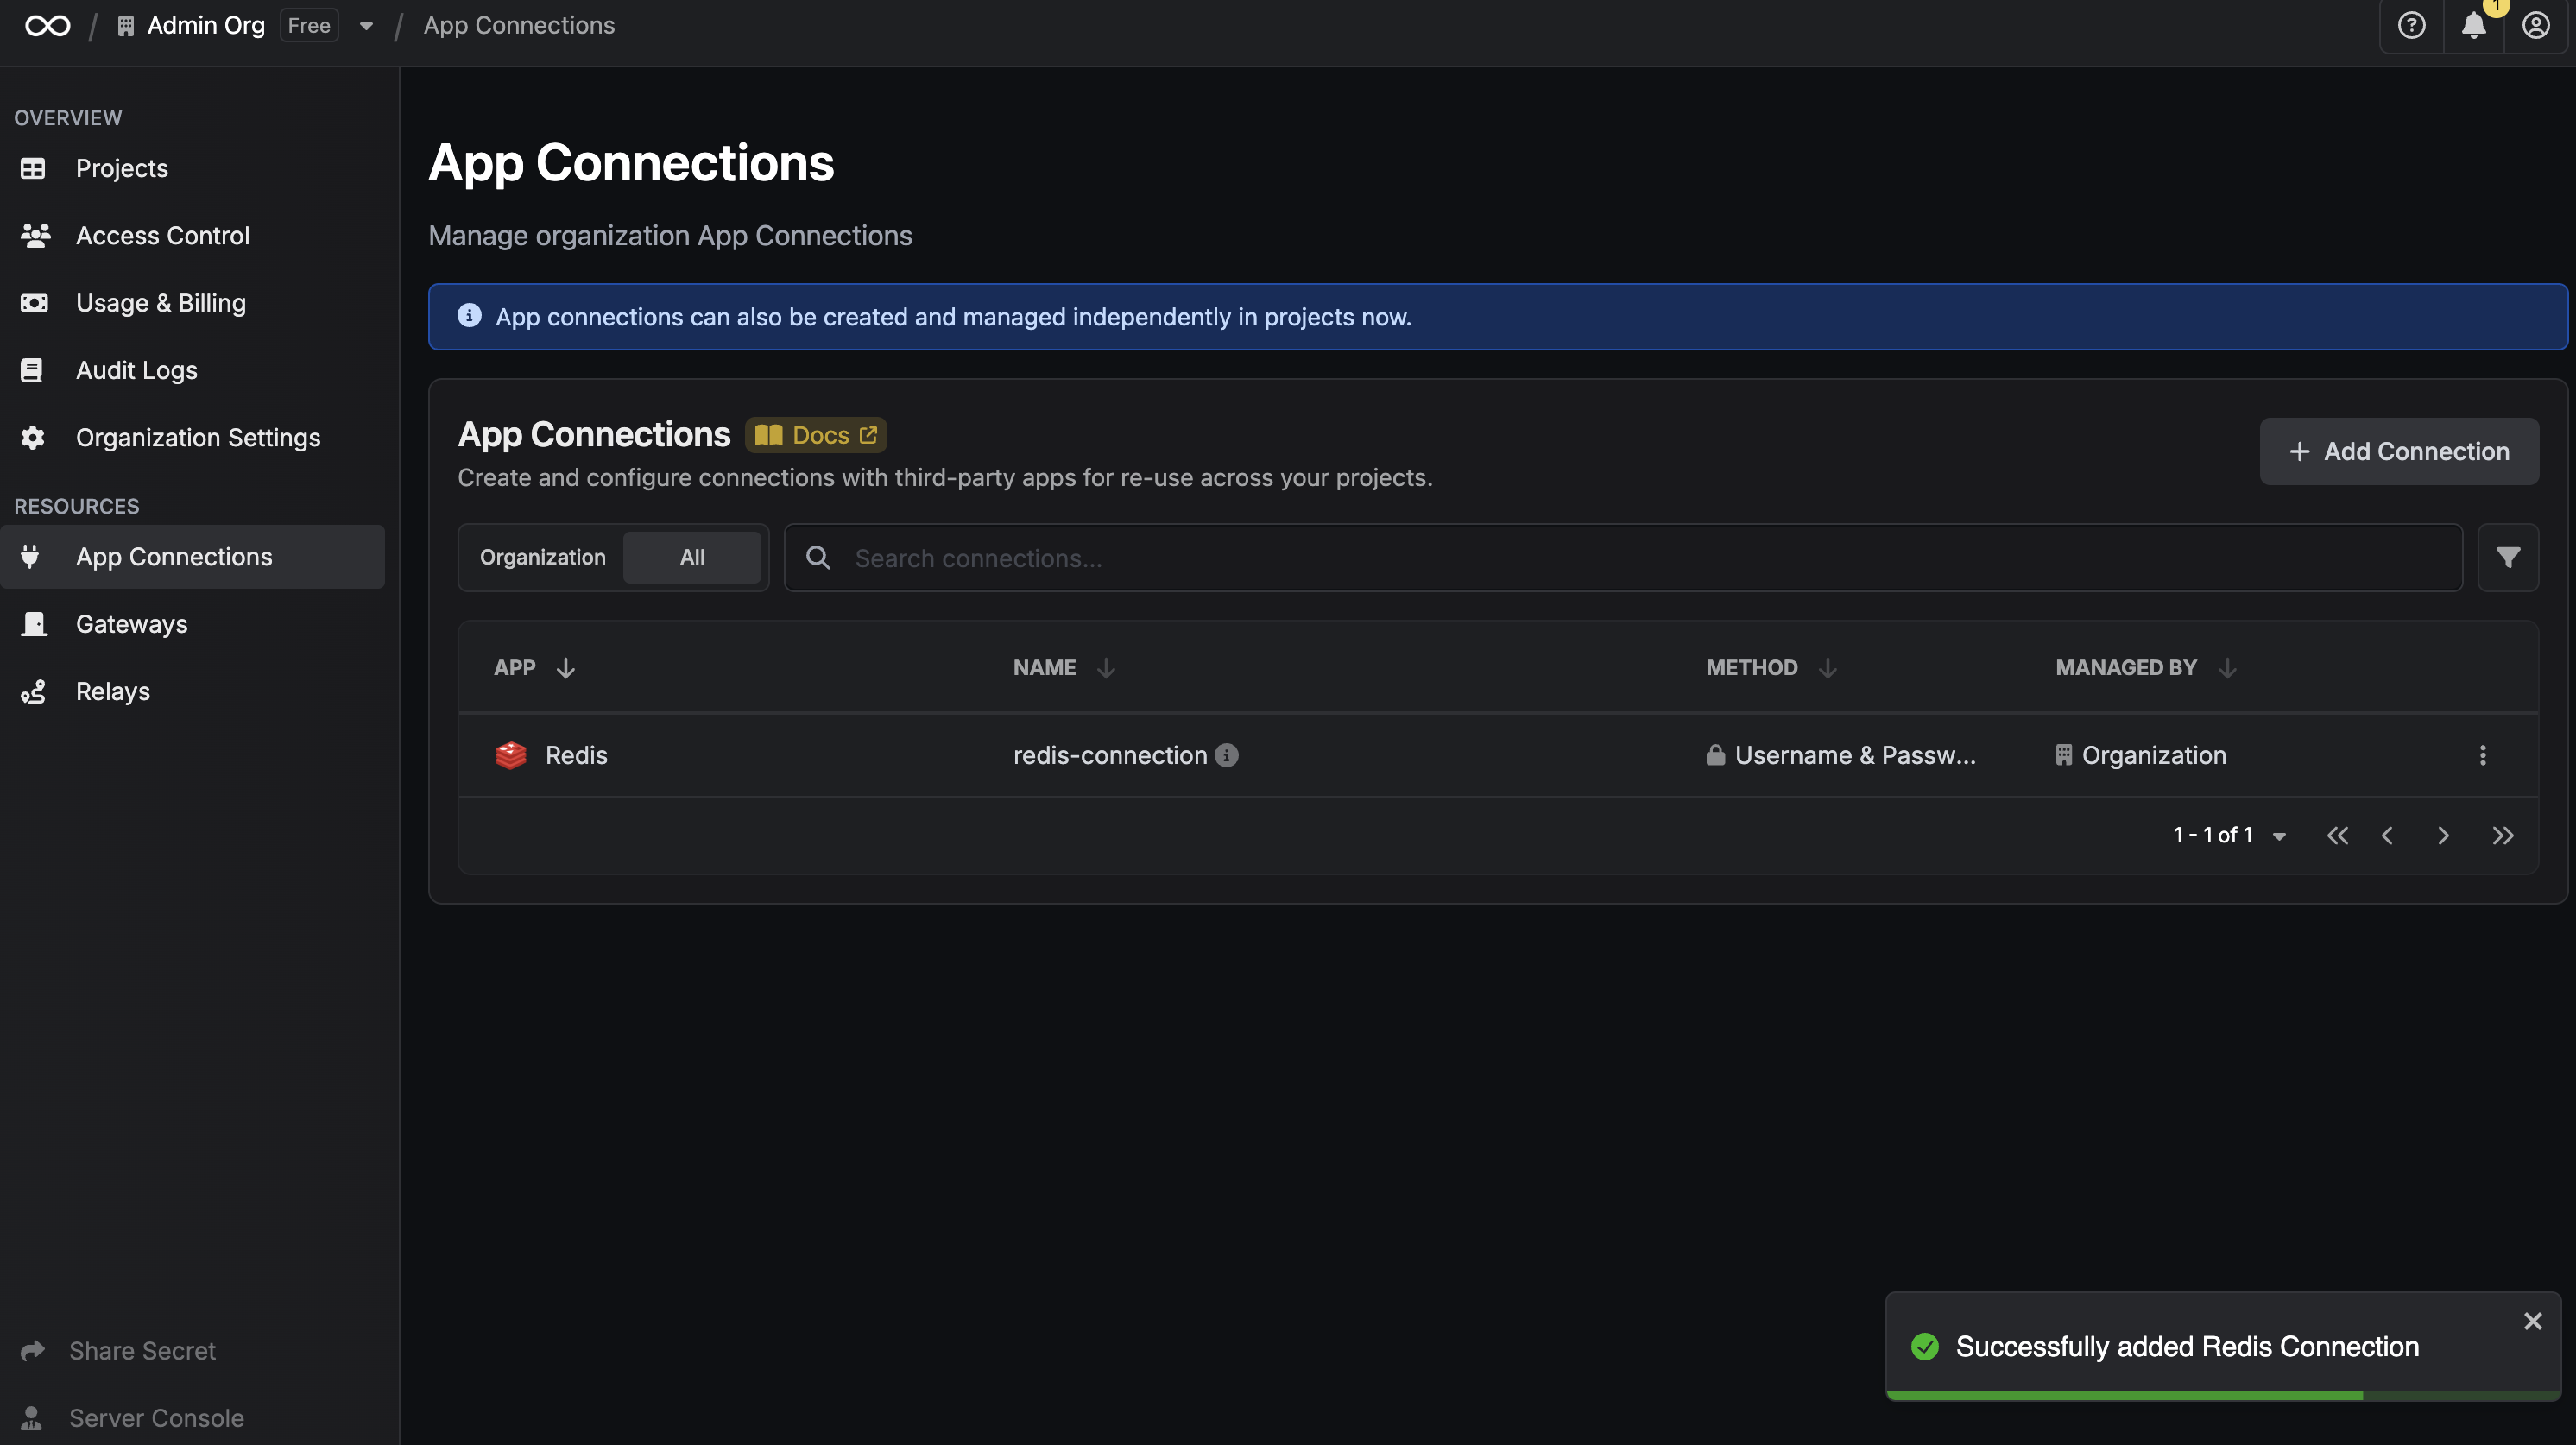 Admin Org Free / App Connections
1
OVERVIEW
Projects
Access Control
Usage & Billing
Audit Logs
Organization Settings
RESOURCES
App Connections
Gateways
Relays
Share Secret
Server Console
App Connections
Manage organization App Connections
App connections can also be created and managed independently in projects now.
App Connections Docs
Create and configure connections with third-party apps for re-use across your projects.
+ Add Connection
Organization All
Search connections...
APP NAME METHOD MANAGED BY
Redis redis-connection Username & Passw... Organization
1 - 1 of 1
Successfully added Redis Connection